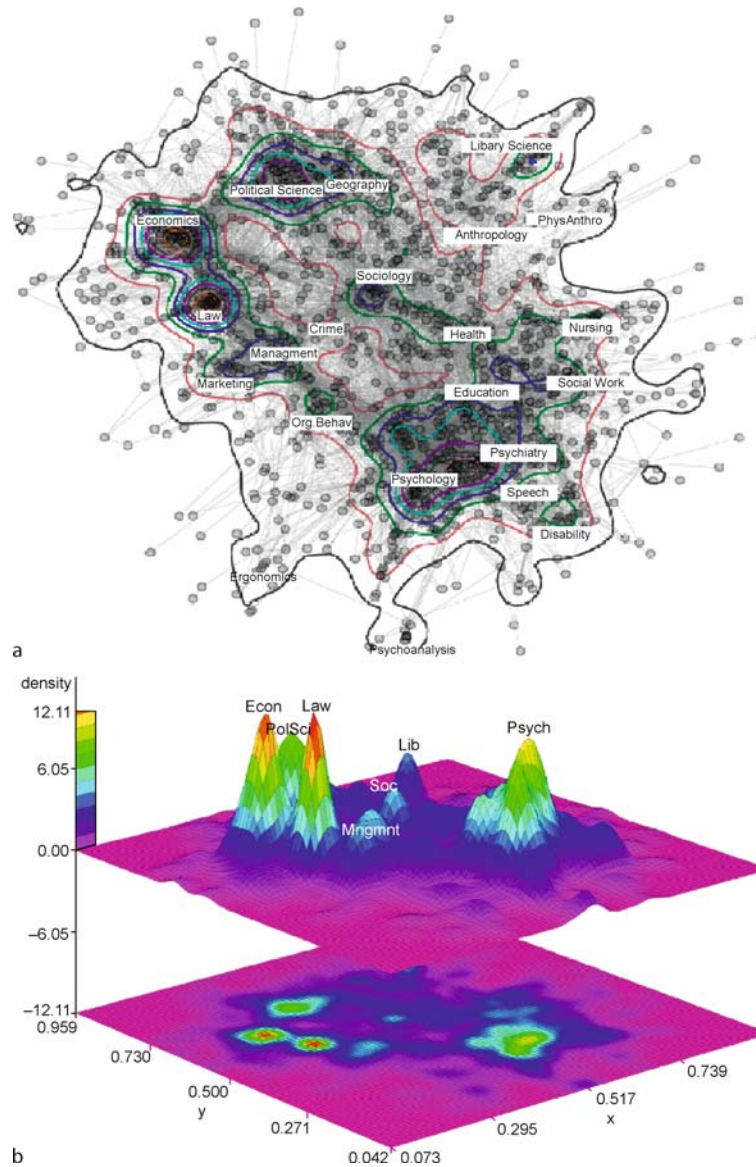 Libary Science
Political Science
Geography
Economics
PhysAnthro
Anthropology
Sociology
Law
Crime
Health
Nursing
Managment
Marketing
Education
Social Work
Org.Behav
Psychiatry
Psychology
Speech
Disability
Ergonomics
Psychoanalysis
a
density
12.11
6.05
0.00
−6.05
−12.11
Econ
Law
PolSci
Lib
Psych
Soc
Mngmnt
0.959
0.730
0.500
0.271
0.042
y
0.073
0.295
0.517
0.739
x
b